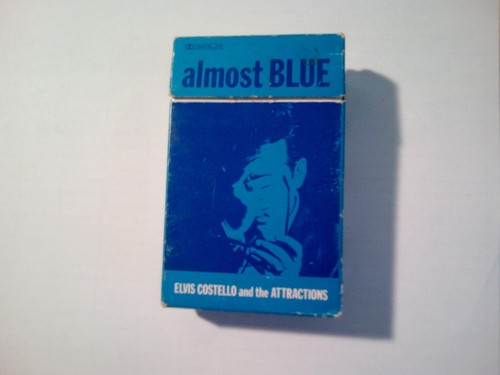 almost BLUE
ELVIS COSTELLO and the ATTRACTIONS